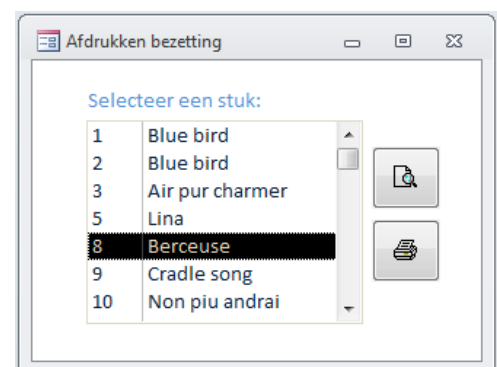 Afdrukken bezetting
Selecteer een stuk:
1 Blue bird
2 Blue bird
3 Air pur charmer
5 Lina
8 Berceuse
9 Cradle song
10 Non piu andrai